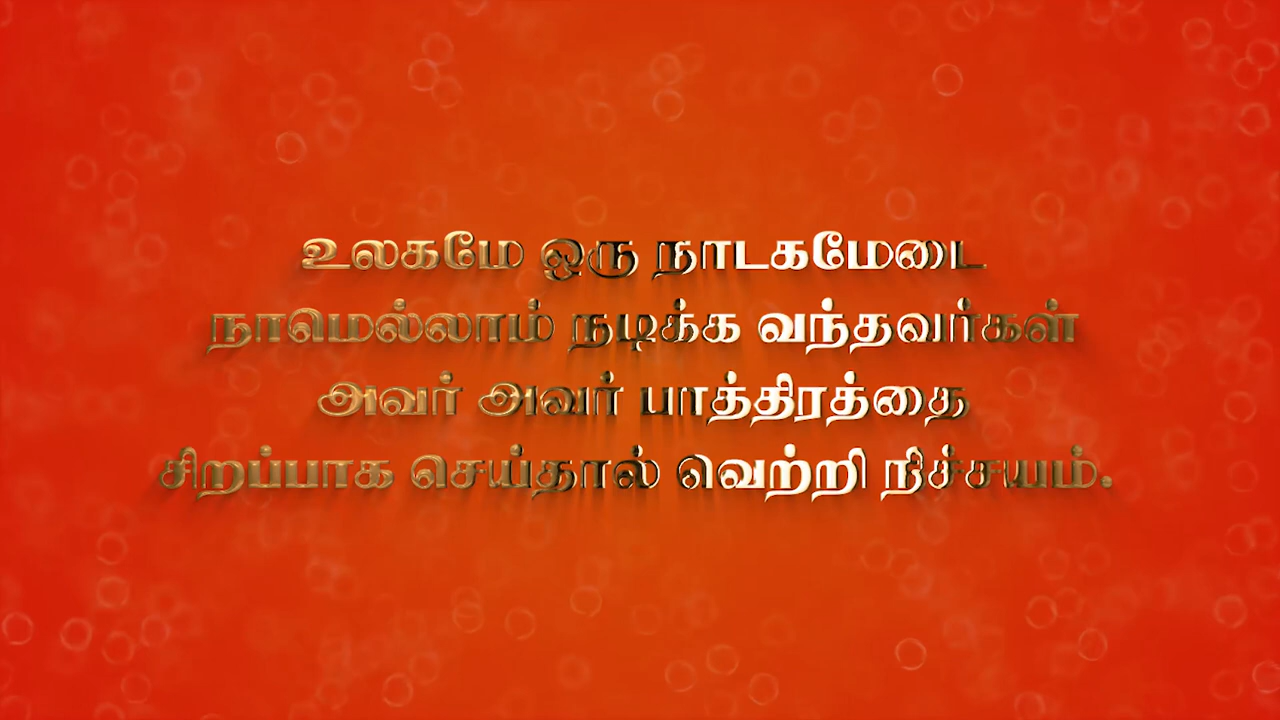 உலகமே ஒரு நாடகமேடை
நாமெல்லாம் நடிக்க வந்தவர்கள்
அவர் அவர் பாத்திரத்தை
சிறப்பாக செய்தால் வெற்றி நிச்சயம்.